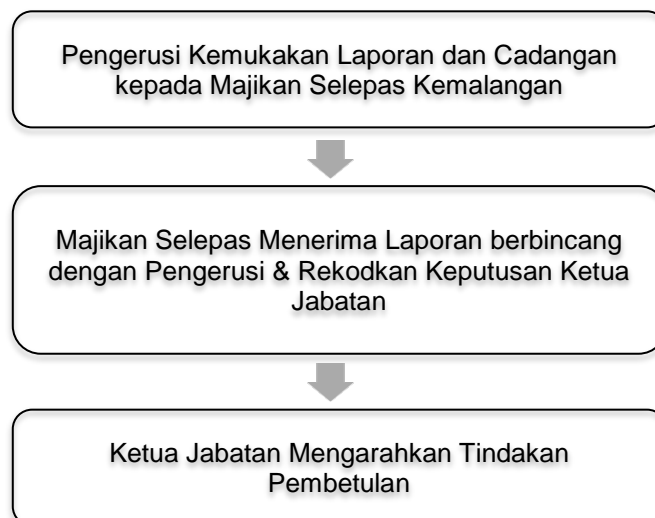 Pengerusi Kemukakan Laporan dan Cadangan
kepada Majikan Selepas Kemalangan
Majikan Selepas Menerima Laporan berbincang
dengan Pengerusi & Rekodkan Keputusan Ketua
Jabatan
Ketua Jabatan Mengarahkan Tindakan
Pembetulan